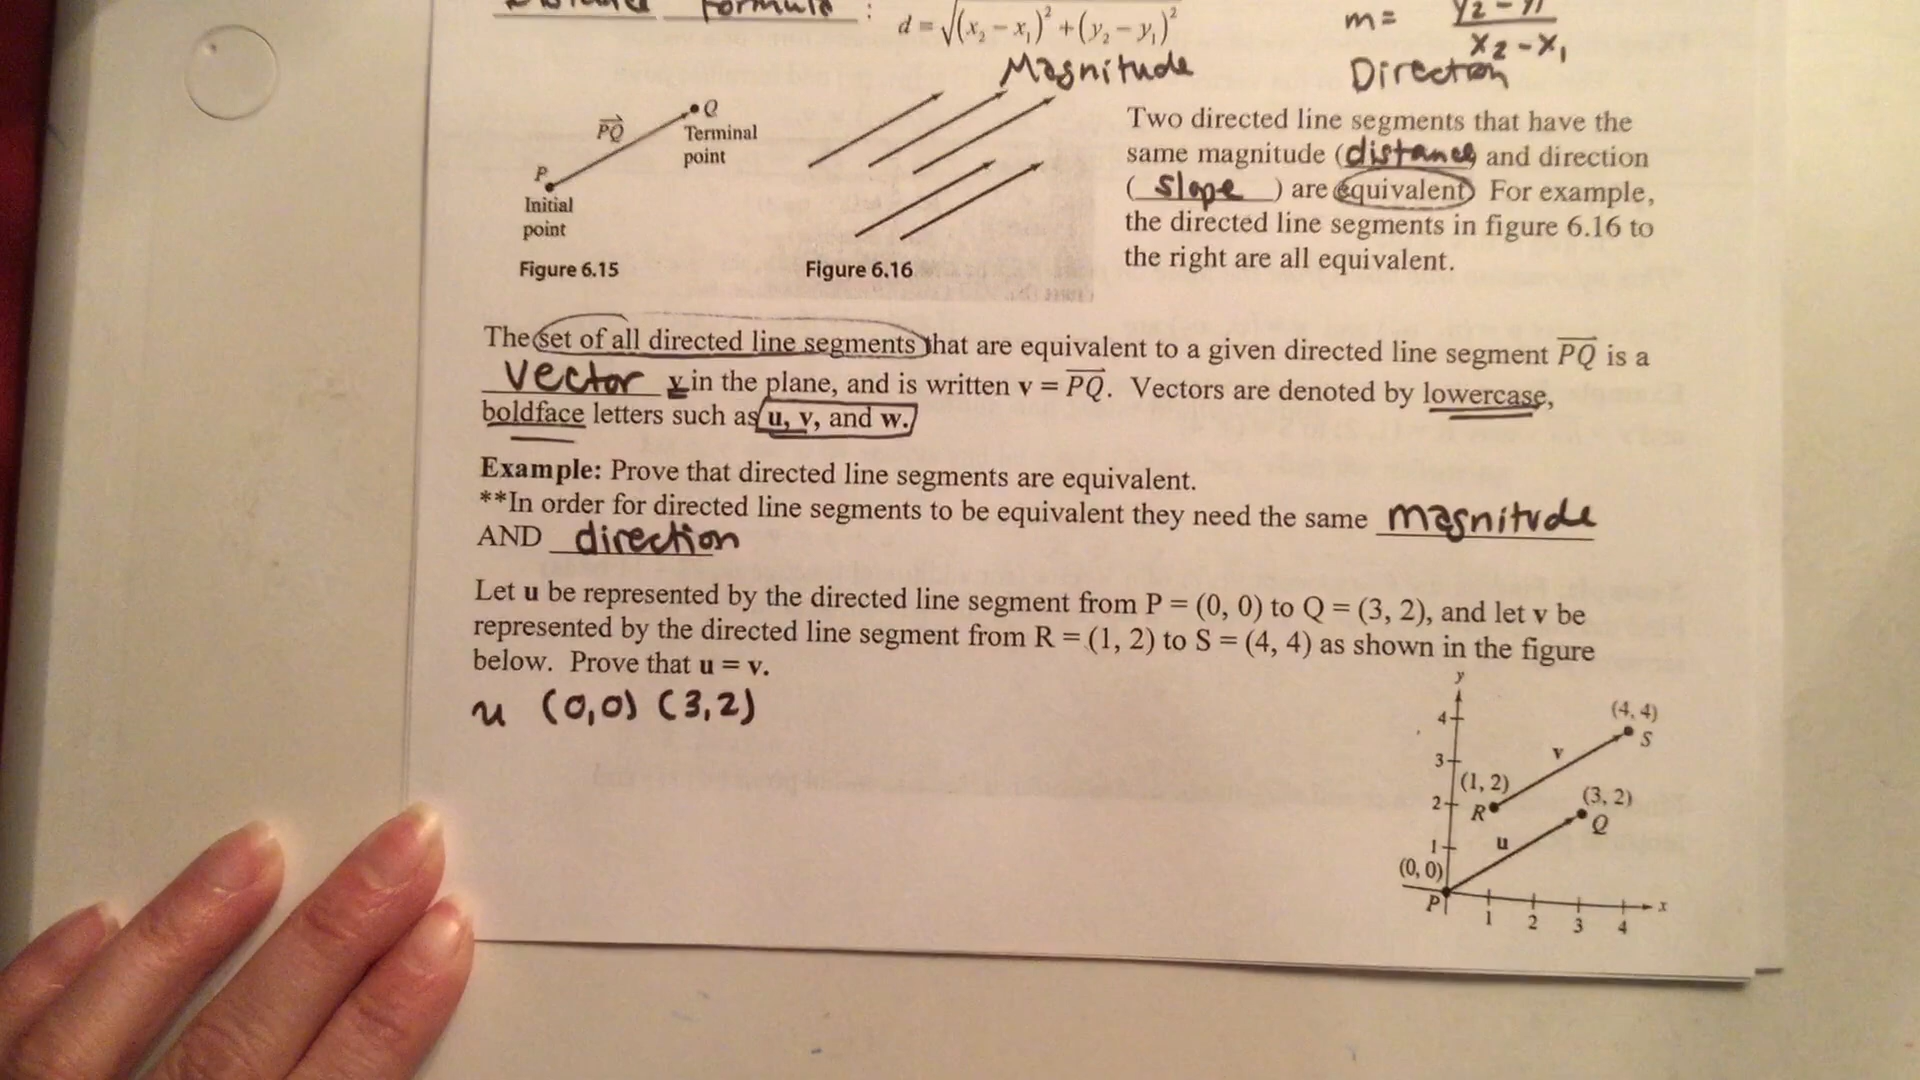 Formula :
d = √(x₂ − x₁)² + (y₂ − y₁)²
m = y₂ − y₁
x₂ − x₁
Magnitude
Direction
PQ
Q
Terminal
point
P
Initial
point
Figure 6.15
Figure 6.16
Two directed line segments that have the
same magnitude (distance) and direction
( slope ) are equivalent. For example,
the directed line segments in figure 6.16 to
the right are all equivalent.
The set of all directed line segments that are equivalent to a given directed line segment PQ is a
vector v in the plane, and is written v = PQ. Vectors are denoted by lowercase,
boldface letters such as u, v, and w.
Example: Prove that directed line segments are equivalent.
**In order for directed line segments to be equivalent they need the same magnitude
AND direction
Let u be represented by the directed line segment from P = (0, 0) to Q = (3, 2), and let v be
represented by the directed line segment from R = (1, 2) to S = (4, 4) as shown in the figure
below. Prove that u = v.
u (0,0) (3,2)
y
4
(4, 4)
S
v
3
(1, 2)
2
R
(3, 2)
Q
1
u
(0, 0)
P
1 2 3 4 x